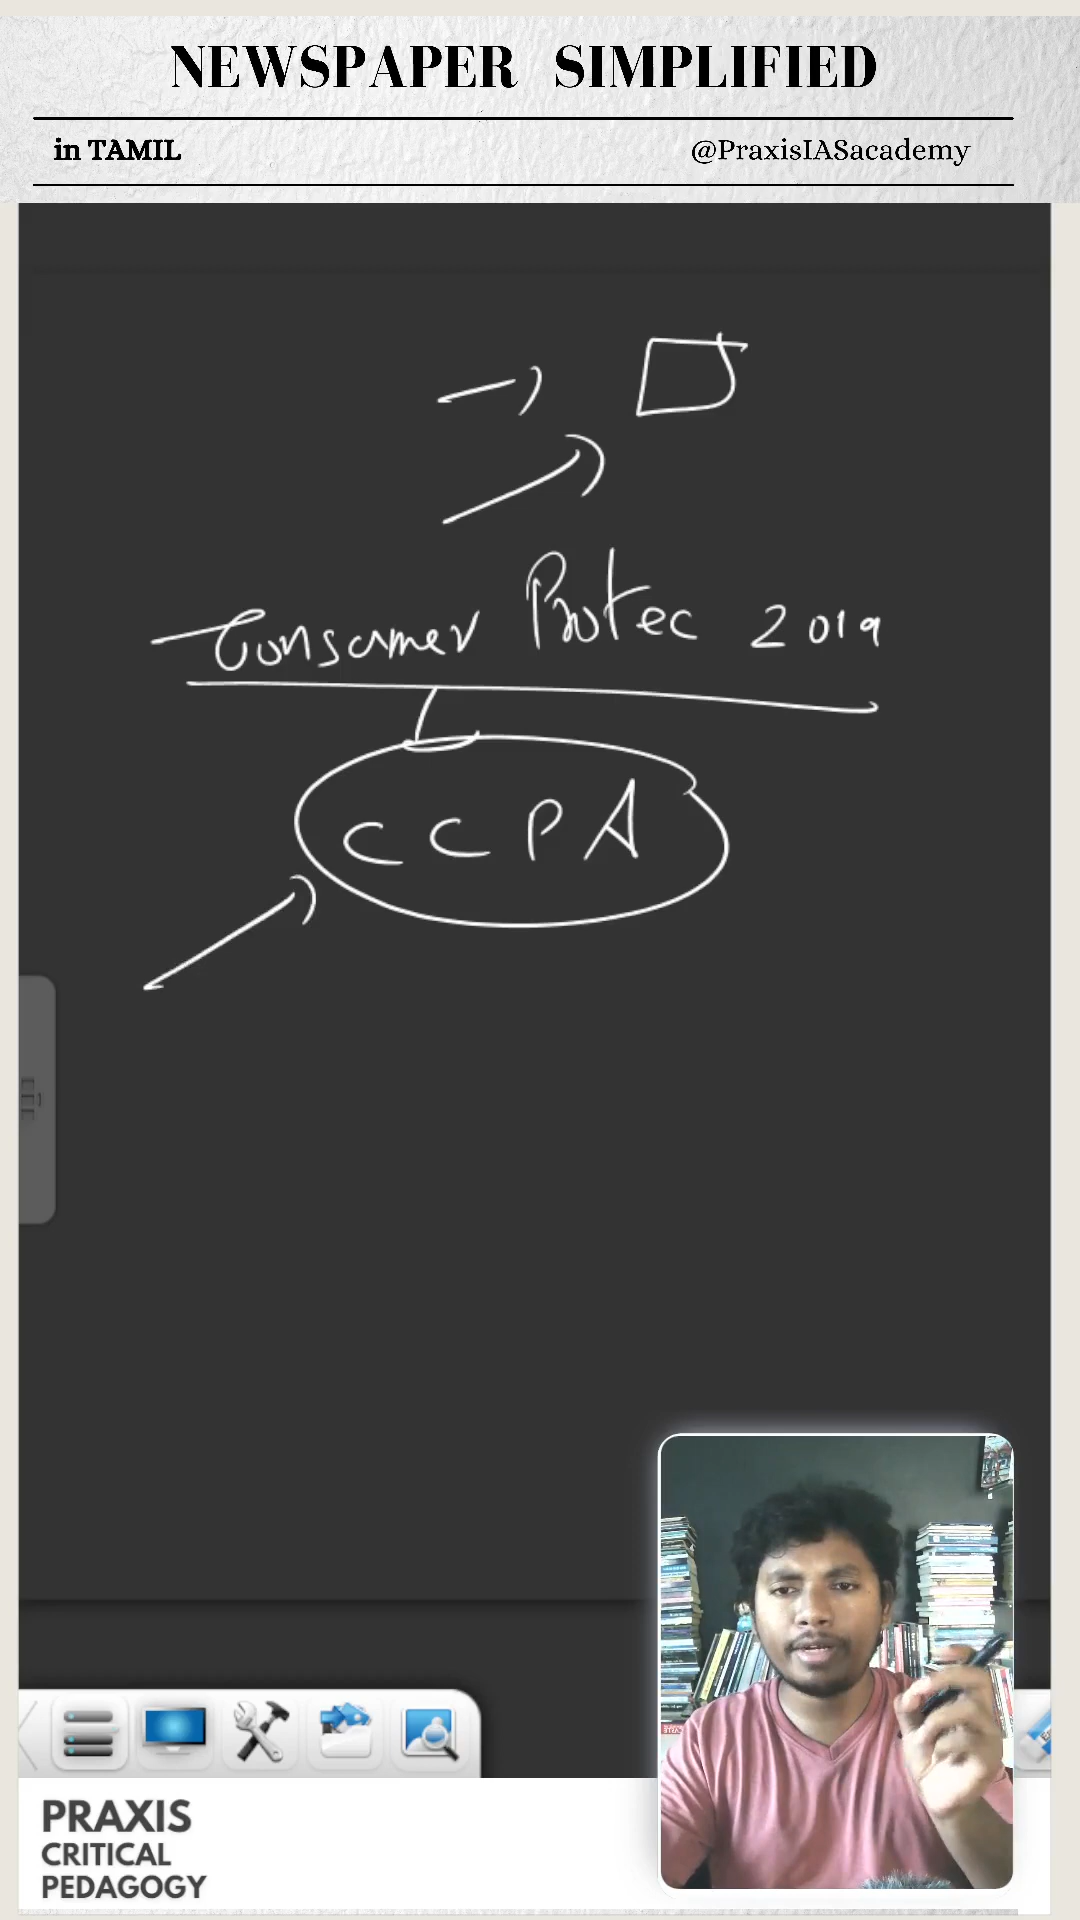 NEWSPAPER SIMPLIFIED
in TAMIL
@PraxisIASacademy
Consumer Protec 2019
CCPA
PRAXIS
CRITICAL
PEDAGOGY